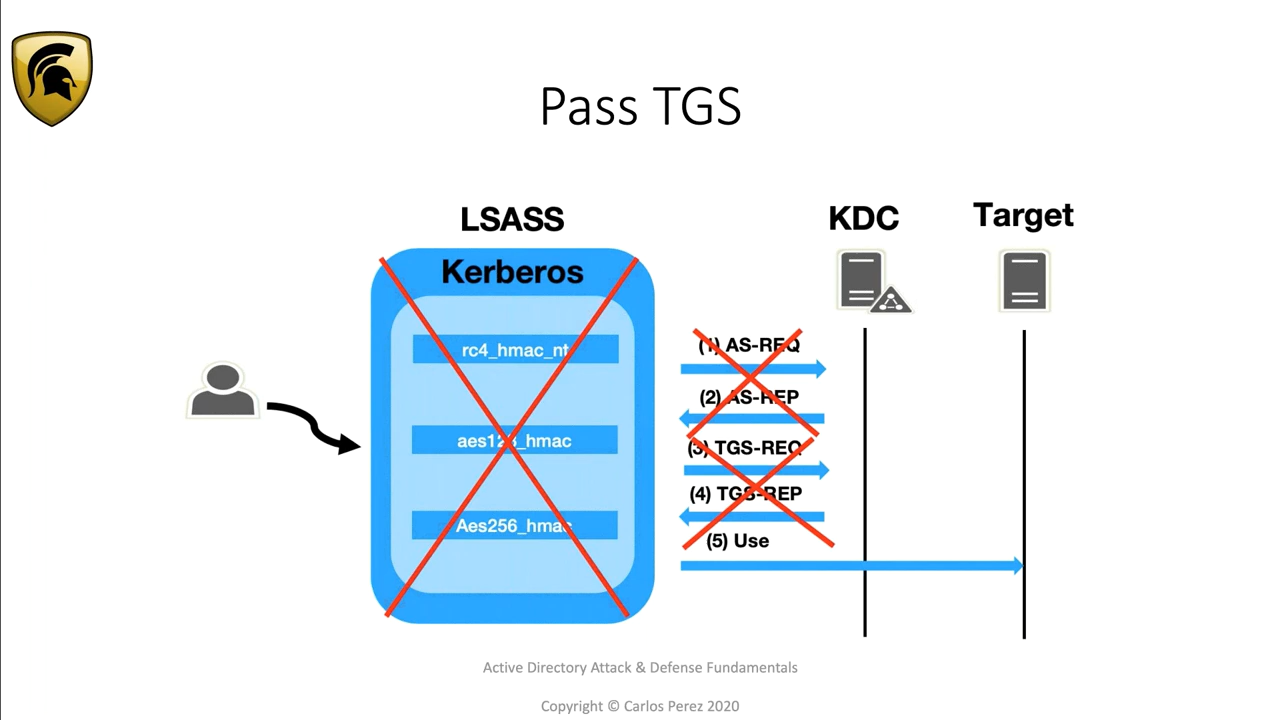 Pass TGS
LSASS
KDC
Target
Kerberos
rc4_hmac_nt
aes128_hmac
Aes256_hmac
(1) AS-REQ
(2) AS-REP
(3) TGS-REQ
(4) TGS-REP
(5) Use
Active Directory Attack & Defense Fundamentals
Copyright © Carlos Perez 2020